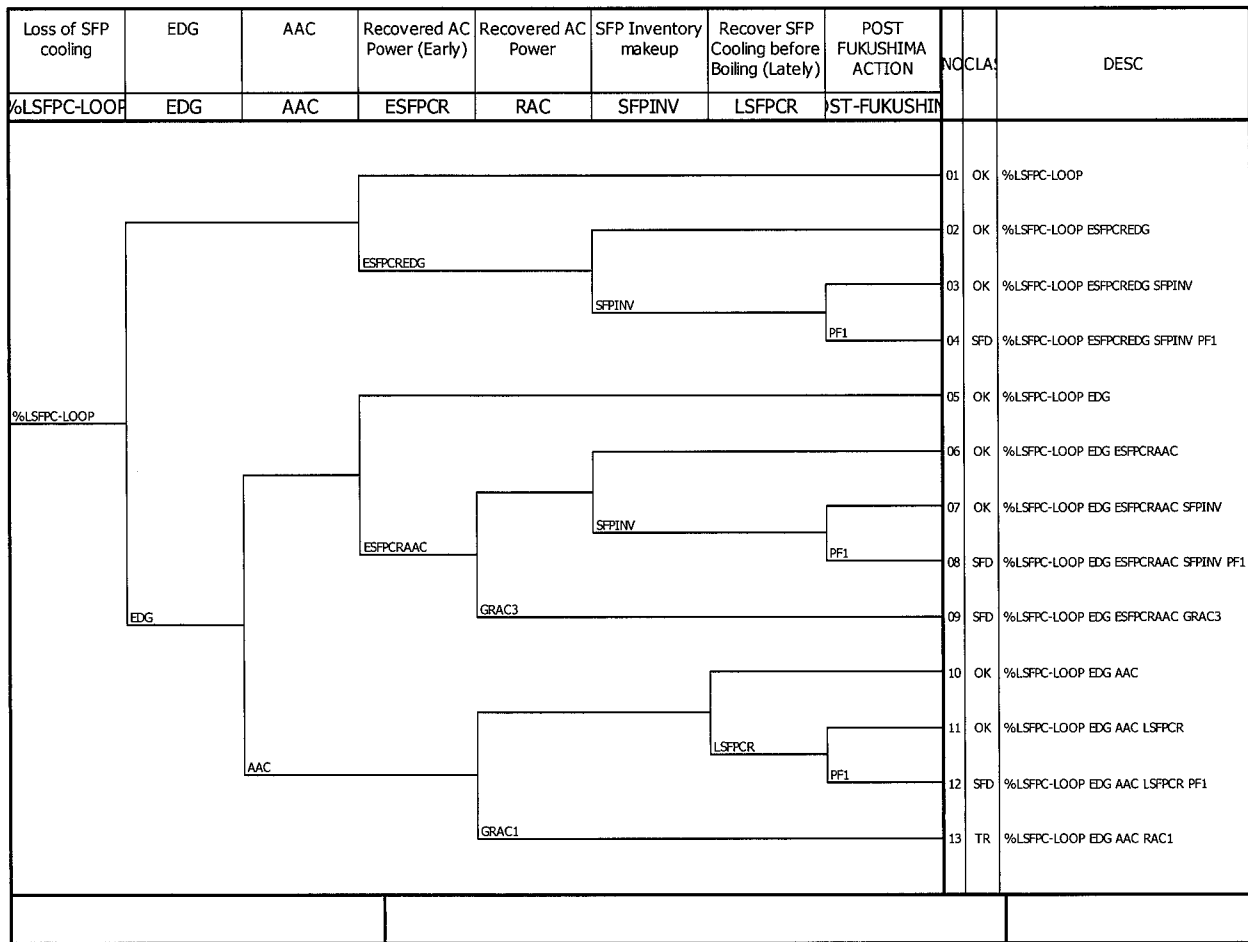 Loss of SFP cooling
EDG
AAC
Recovered AC Power (Early)
Recovered AC Power
SFP Inventory makeup
Recover SFP Cooling before Boiling (Lately)
POST FUKUSHIMA ACTION
NO
CLAS
DESC
%LSFPC-LOOP
EDG
AAC
ESFPCR
RAC
SFPINV
LSFPCR
OST-FUKUSHIM
01 OK %LSFPC-LOOP
02 OK %LSFPC-LOOP ESFPCREDG
ESFPCREDG
03 OK %LSFPC-LOOP ESFPCREDG SFPINV
SFPINV
PF1
04 SFD %LSFPC-LOOP ESFPCREDG SFPINV PF1
05 OK %LSFPC-LOOP EDG
%LSFPC-LOOP
06 OK %LSFPC-LOOP EDG ESFPCRAAC
07 OK %LSFPC-LOOP EDG ESFPCRAAC SFPINV
SFPINV
ESFPCRAAC
PF1
08 SFD %LSFPC-LOOP EDG ESFPCRAAC SFPINV PF1
EDG
GRAC3
09 SFD %LSFPC-LOOP EDG ESFPCRAAC GRAC3
10 OK %LSFPC-LOOP EDG AAC
11 OK %LSFPC-LOOP EDG AAC LSFPCR
LSFPCR
AAC
PF1
12 SFD %LSFPC-LOOP EDG AAC LSFPCR PF1
GRAC1
13 TR %LSFPC-LOOP EDG AAC RAC1